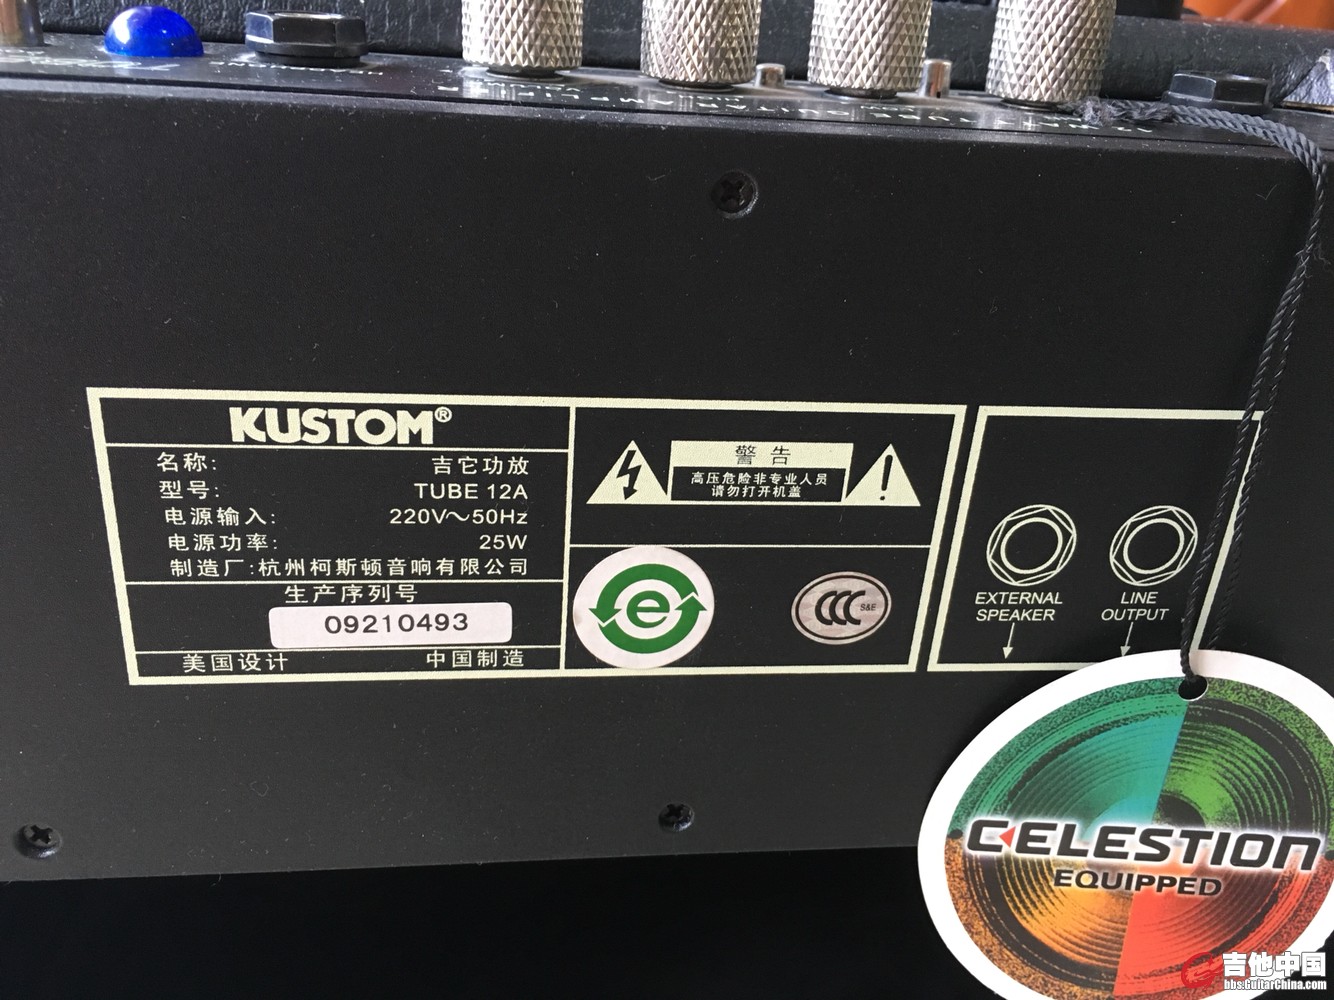 KUSTOM®
名称: 吉它功放
型号: TUBE 12A
电源输入: 220V～50Hz
电源功率: 25W
制造厂:杭州柯斯顿音响有限公司
生产序列号
09210493
美国设计 中国制造
警告
高压危险非专业人员
请勿打开机盖
e
CCC S&E
EXTERNAL
SPEAKER
LINE
OUTPUT
CELESTION
EQUIPPED
吉他中国
bbs.GuitarChina.com